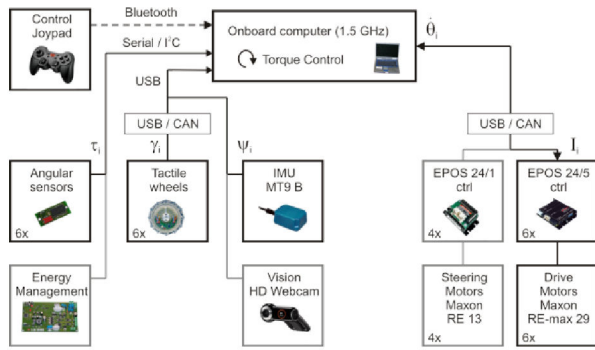 Control
Joypad
Bluetooth
Serial / I²C
USB
Onboard computer (1.5 GHz)
Torque Control
θ̇ᵢ
USB / CAN
USB / CAN
τᵢ
γᵢ
ψᵢ
Iᵢ
Angular
sensors
6x
Tactile
wheels
6x
IMU
MT9 B
EPOS 24/1
ctrl
4x
EPOS 24/5
ctrl
6x
Energy
Management
Vision
HD Webcam
Steering
Motors
Maxon
RE 13
4x
Drive
Motors
Maxon
RE-max 29
6x